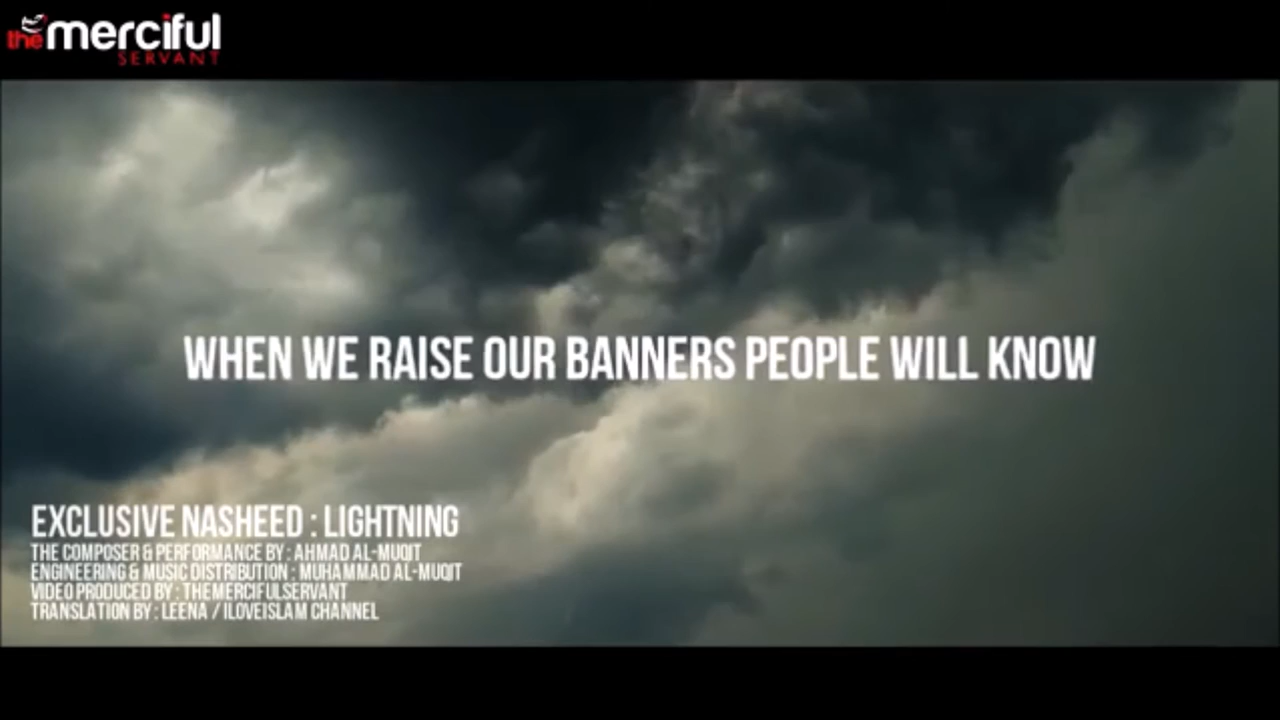 the merciful
SERVANT
WHEN WE RAISE OUR BANNERS PEOPLE WILL KNOW
EXCLUSIVE NASHEED : LIGHTNING
THE COMPOSER & PERFORMANCE BY : AHMAD AL-MUQIT
ENGINEERING & MUSIC DISTRIBUTION : MUHAMMAD AL-MUQIT
VIDEO PRODUCED BY : THEMERCIFULSERVANT
TRANSLATION BY : LEENA / ILOVEISLAM CHANNEL